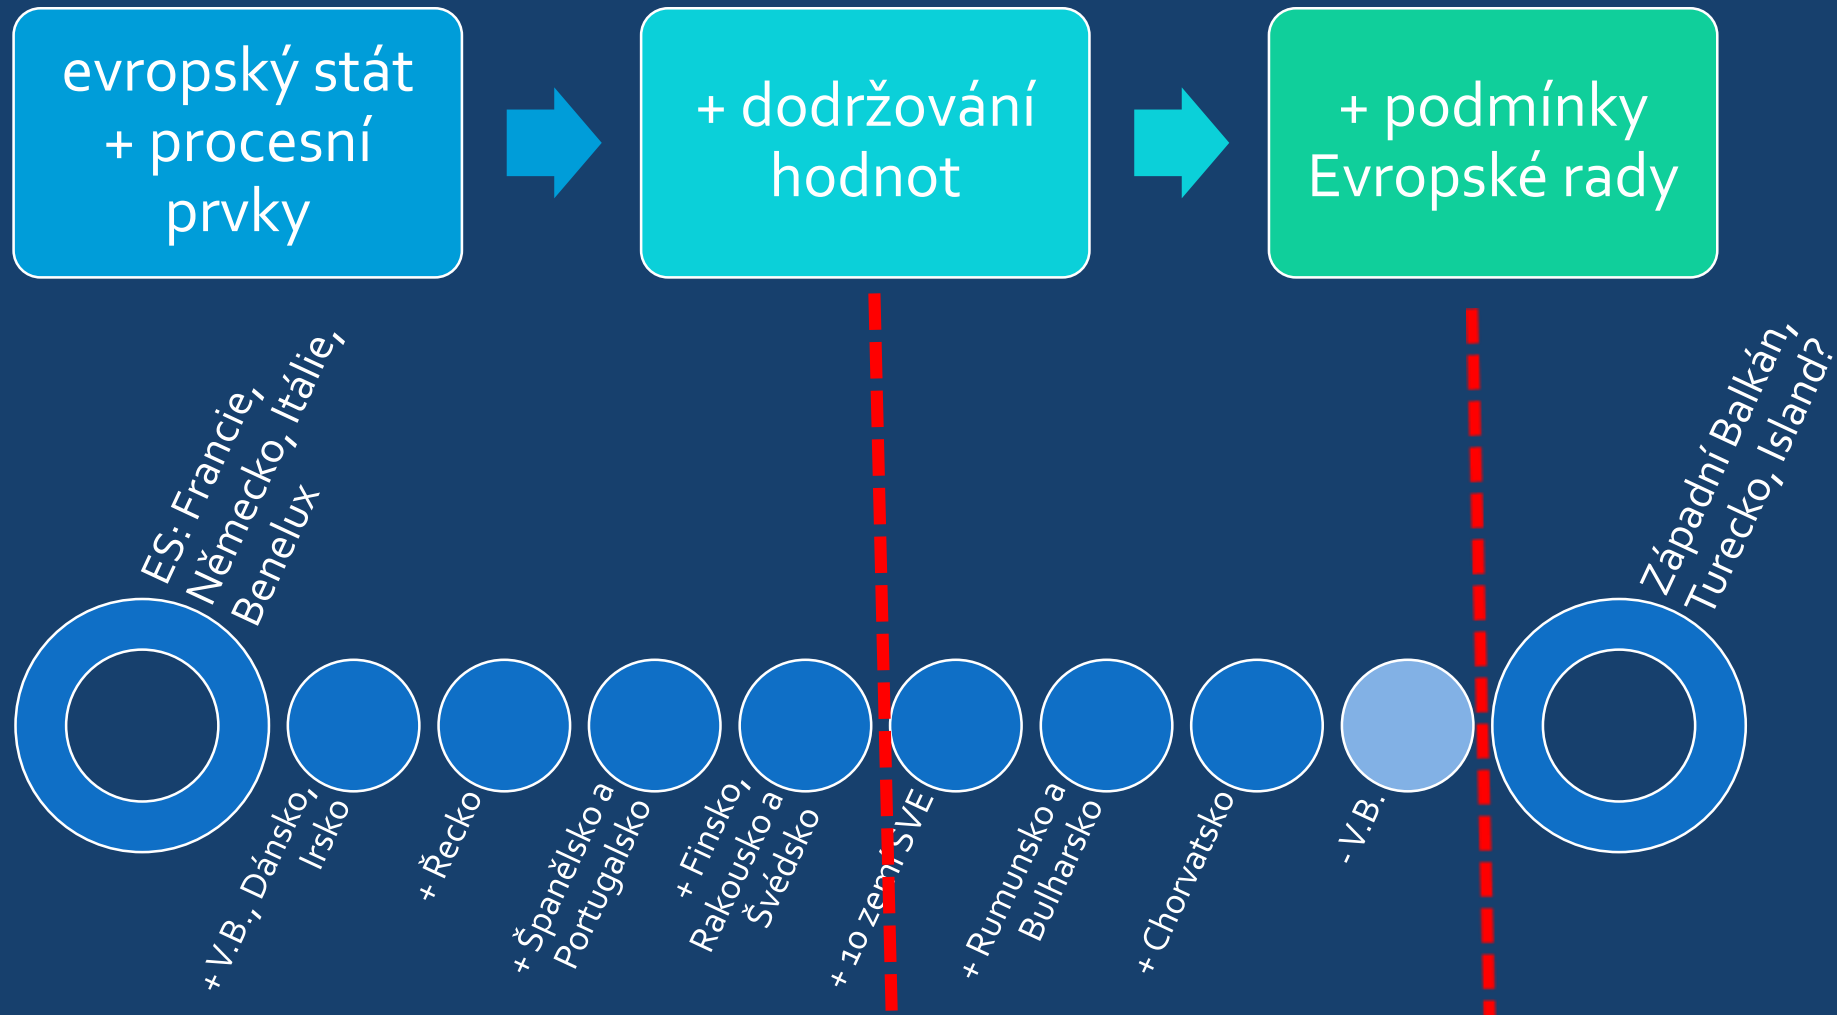 evropský stát
+ procesní
prvky
+ dodržování
hodnot
+ podmínky
Evropské rady
ES: Francie,
Německo, Itálie,
Benelux
+ V.B., Dánsko,
Irsko
+ Řecko
+ Španělsko a
Portugalsko
+ Finsko,
Rakousko a
Švédsko
+ 10 zemí SVE
+ Rumunsko a
Bulharsko
+ Chorvatsko
- V.B.
Západní Balkán,
Turecko, Island?